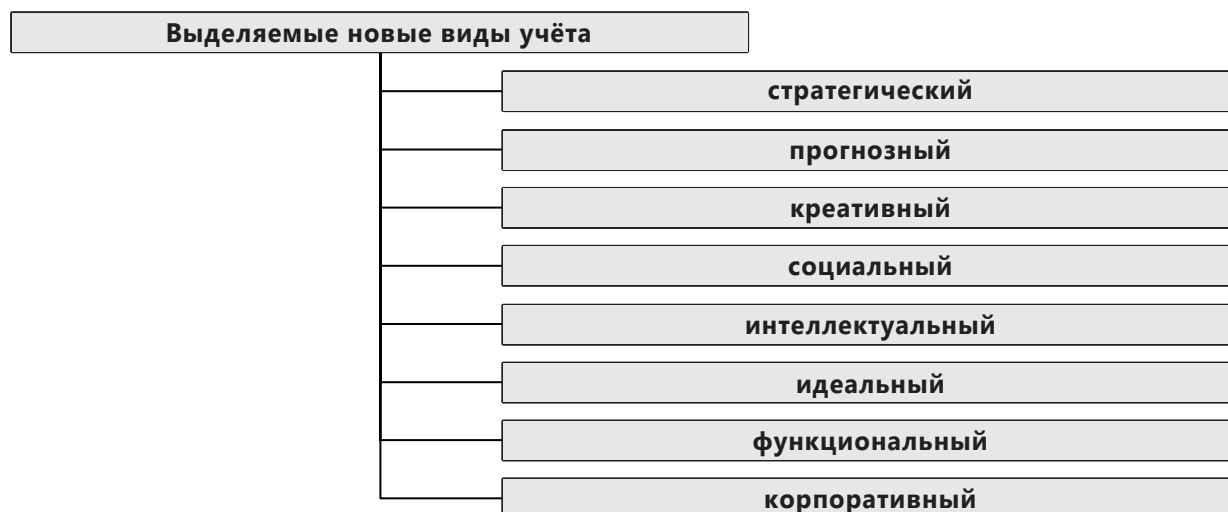 Выделяемые новые виды учёта
стратегический
прогнозный
креативный
социальный
интеллектуальный
идеальный
функциональный
корпоративный